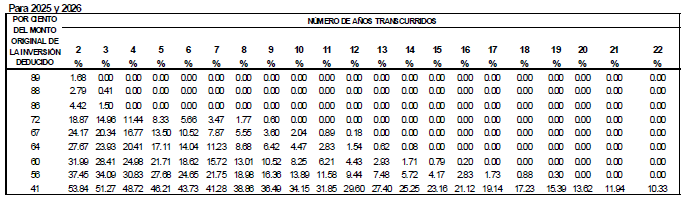 Para 2025 y 2026
POR CIENTO DEL MONTO ORIGINAL DE LA INVERSIÓN DEDUCIDO
NÚMERO DE AÑOS TRANSCURRIDOS
2 3 4 5 6 7 8 9 10 11 12 13 14 15 16 17 18 19 20 21 22
% % % % % % % % % % % % % % % % % % % % %
89 1.68 0.00 0.00 0.00 0.00 0.00 0.00 0.00 0.00 0.00 0.00 0.00 0.00 0.00 0.00 0.00 0.00 0.00 0.00 0.00 0.00
88 2.79 0.41 0.00 0.00 0.00 0.00 0.00 0.00 0.00 0.00 0.00 0.00 0.00 0.00 0.00 0.00 0.00 0.00 0.00 0.00 0.00
86 4.42 1.50 0.00 0.00 0.00 0.00 0.00 0.00 0.00 0.00 0.00 0.00 0.00 0.00 0.00 0.00 0.00 0.00 0.00 0.00 0.00
72 18.87 14.96 11.44 8.33 5.66 3.47 1.77 0.60 0.00 0.00 0.00 0.00 0.00 0.00 0.00 0.00 0.00 0.00 0.00 0.00 0.00
67 24.17 20.34 16.77 13.50 10.52 7.87 5.55 3.60 2.04 0.89 0.18 0.00 0.00 0.00 0.00 0.00 0.00 0.00 0.00 0.00 0.00
64 27.67 23.93 20.41 17.11 14.04 11.23 8.68 6.42 4.47 2.83 1.54 0.62 0.08 0.00 0.00 0.00 0.00 0.00 0.00 0.00 0.00
60 31.99 28.41 24.98 21.71 18.62 15.72 13.01 10.52 8.25 6.21 4.43 2.93 1.71 0.79 0.20 0.00 0.00 0.00 0.00 0.00 0.00
56 37.45 34.09 30.83 27.68 24.65 21.75 18.98 16.36 13.89 11.58 9.44 7.48 5.72 4.17 2.83 1.73 0.88 0.30 0.00 0.00 0.00
41 53.84 51.27 48.72 46.21 43.73 41.28 38.86 36.49 34.15 31.85 29.60 27.40 25.25 23.16 21.12 19.14 17.23 15.39 13.62 11.94 10.33